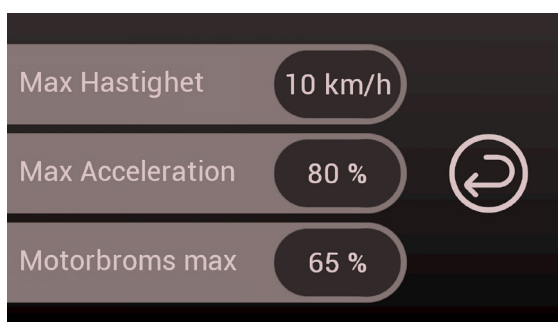 Max Hastighet 10 km/h
Max Acceleration 80 %
Motorbroms max 65 %